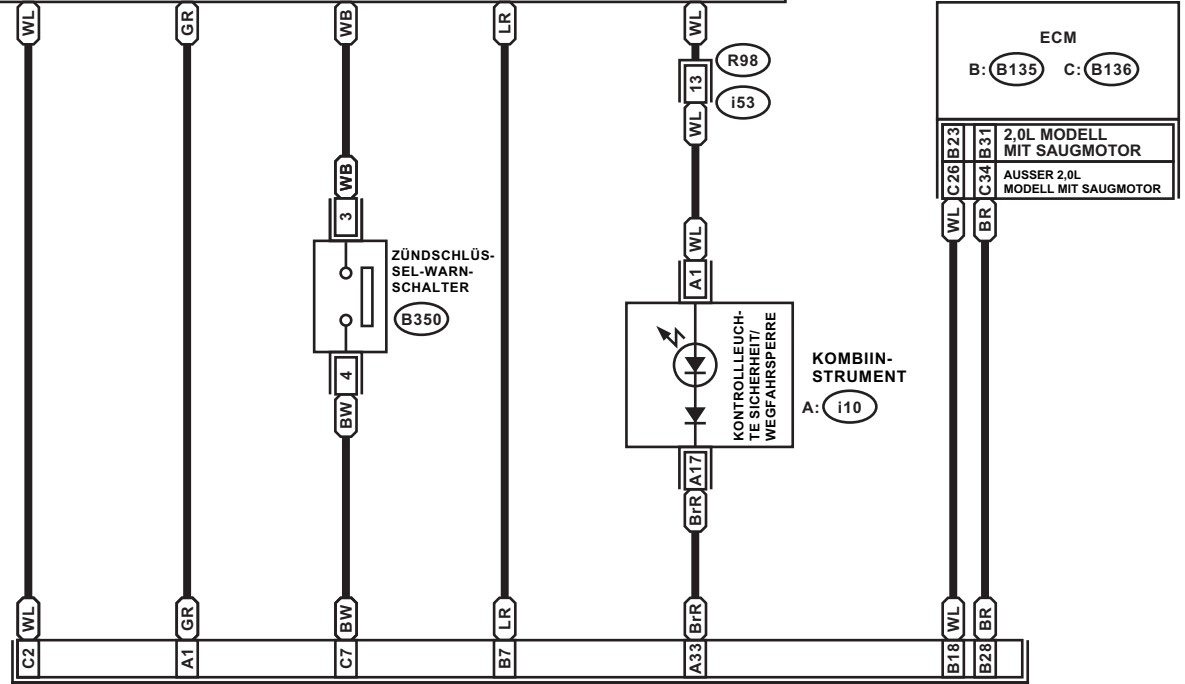 WL
GR
WB
LR
WL
13
R98
i53
WL
ECM
B: B135 C: B136
B23 B31 2,0L MODELL
MIT SAUGMOTOR
C26 C34 AUSSER 2,0L
MODELL MIT SAUGMOTOR
WL BR
WB
3
ZÜNDSCHLÜS-
SEL-WARN-
SCHALTER
B350
4
BW
WL
A1
KONTROLLLEUCH-
TE SICHERHEIT/
WEGFAHRSPERRE
KOMBIIN-
STRUMENT
A: i10
A17
BrR
WL GR BW LR BrR WL BR
C2 A1 C7 B7 A33 B18 B28